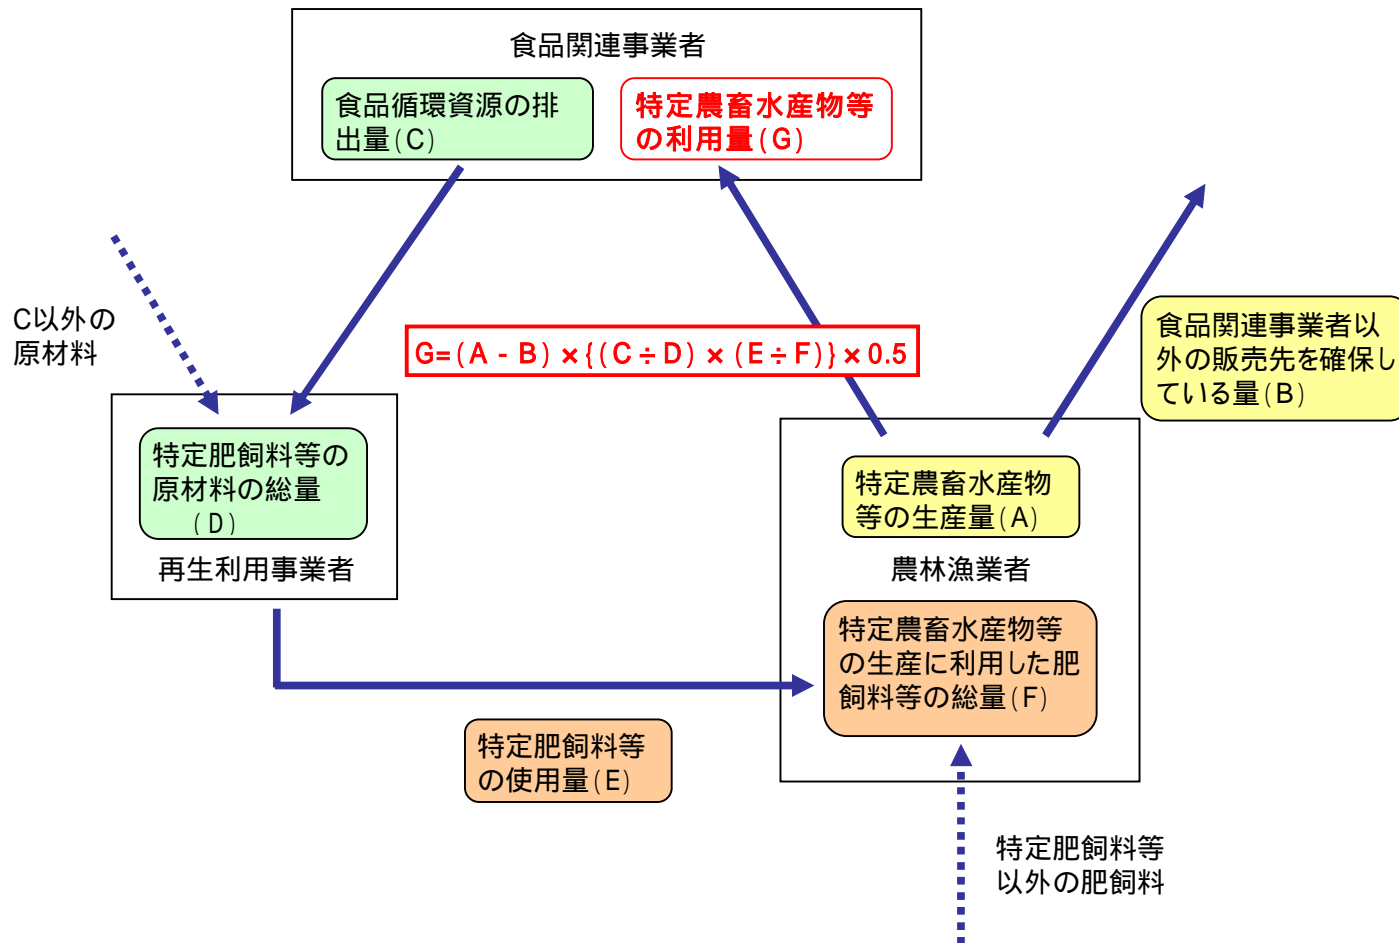 食品関連事業者
食品循環資源の排
出量(C)
特定農畜水産物等
の利用量(G)
C以外の
原材料
G=(A - B) × {(C ÷ D) × (E ÷ F)} × 0.5
食品関連事業者以
外の販売先を確保し
ている量(B)
特定肥飼料等の
原材料の総量
(D)
再生利用事業者
特定農畜水産物
等の生産量(A)
農林漁業者
特定農畜水産物等
の生産に利用した肥
飼料等の総量(F)
特定肥飼料等
の使用量(E)
特定肥飼料等
以外の肥飼料